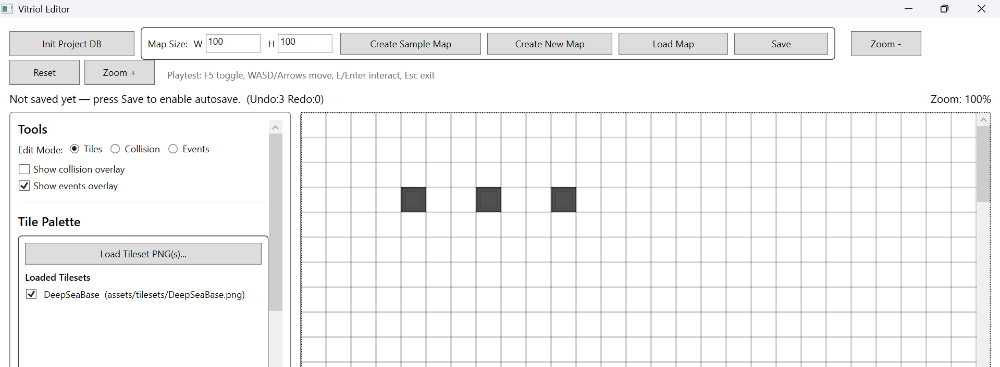 Vitriol Editor
Init Project DB
Map Size: W 100 H 100 Create Sample Map Create New Map Load Map Save
Zoom -
Reset Zoom + Playtest: F5 toggle, WASD/Arrows move, E/Enter interact, Esc exit
Not saved yet — press Save to enable autosave. (Undo:3 Redo:0)
Zoom: 100%
Tools
Edit Mode: Tiles Collision Events
Show collision overlay
Show events overlay
Tile Palette
Load Tileset PNG(s)...
Loaded Tilesets
DeepSeaBase (assets/tilesets/DeepSeaBase.png)